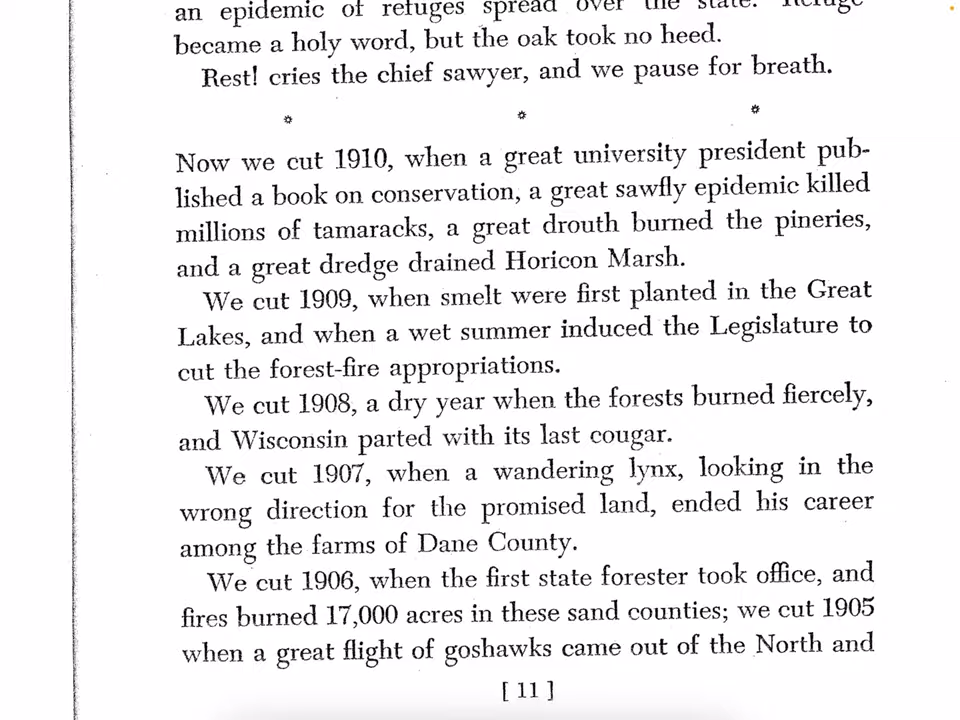 an epidemic of refuges spread over the state. Refuge
became a holy word, but the oak took no heed.
Rest! cries the chief sawyer, and we pause for breath.
Now we cut 1910, when a great university president pub-
lished a book on conservation, a great sawfly epidemic killed
millions of tamaracks, a great drouth burned the pineries,
and a great dredge drained Horicon Marsh.
We cut 1909, when smelt were first planted in the Great
Lakes, and when a wet summer induced the Legislature to
cut the forest-fire appropriations.
We cut 1908, a dry year when the forests burned fiercely,
and Wisconsin parted with its last cougar.
We cut 1907, when a wandering lynx, looking in the
wrong direction for the promised land, ended his career
among the farms of Dane County.
We cut 1906, when the first state forester took office, and
fires burned 17,000 acres in these sand counties; we cut 1905
when a great flight of goshawks came out of the North and
[ 11 ]